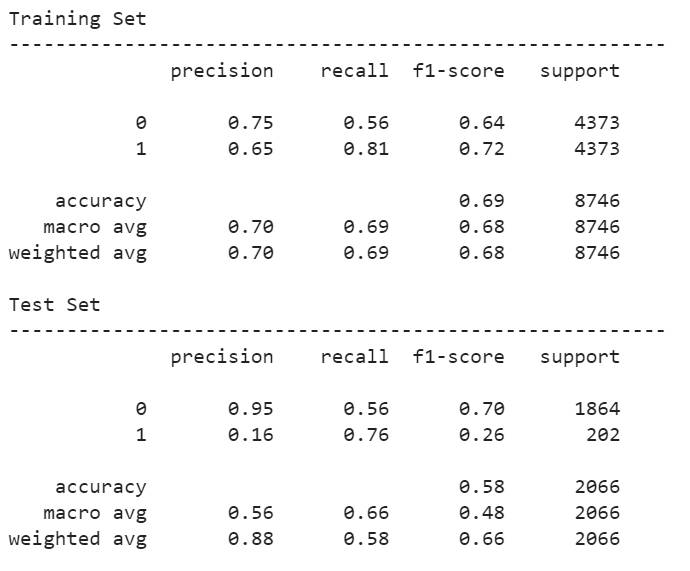 Training Set
---------------------------------------------------------
precision recall f1-score support
0 0.75 0.56 0.64 4373
1 0.65 0.81 0.72 4373
accuracy 0.69 8746
macro avg 0.70 0.69 0.68 8746
weighted avg 0.70 0.69 0.68 8746
Test Set
---------------------------------------------------------
precision recall f1-score support
0 0.95 0.56 0.70 1864
1 0.16 0.76 0.26 202
accuracy 0.58 2066
macro avg 0.56 0.66 0.48 2066
weighted avg 0.88 0.58 0.66 2066